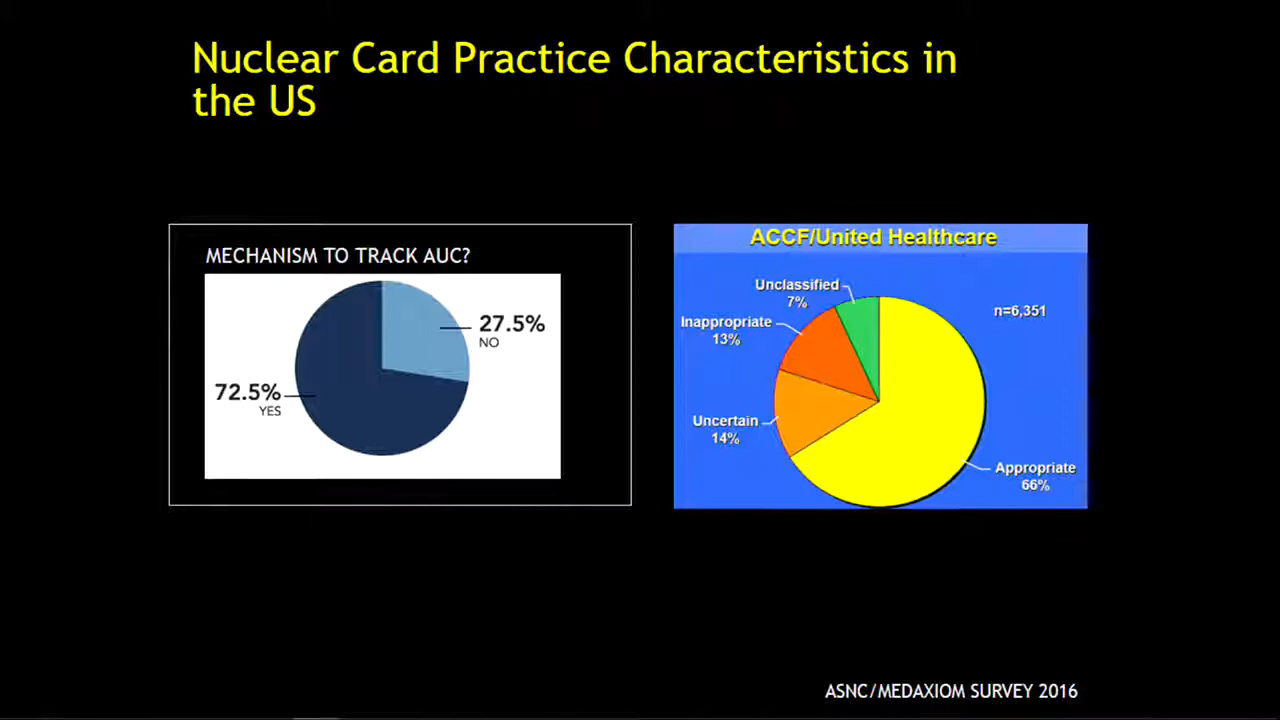 Nuclear Card Practice Characteristics in
the US
MECHANISM TO TRACK AUC?
27.5%
NO
72.5%
YES
ACCF/United Healthcare
Unclassified
7%
n=6,351
Inappropriate
13%
Uncertain
14%
Appropriate
66%
ASNC/MEDAXIOM SURVEY 2016